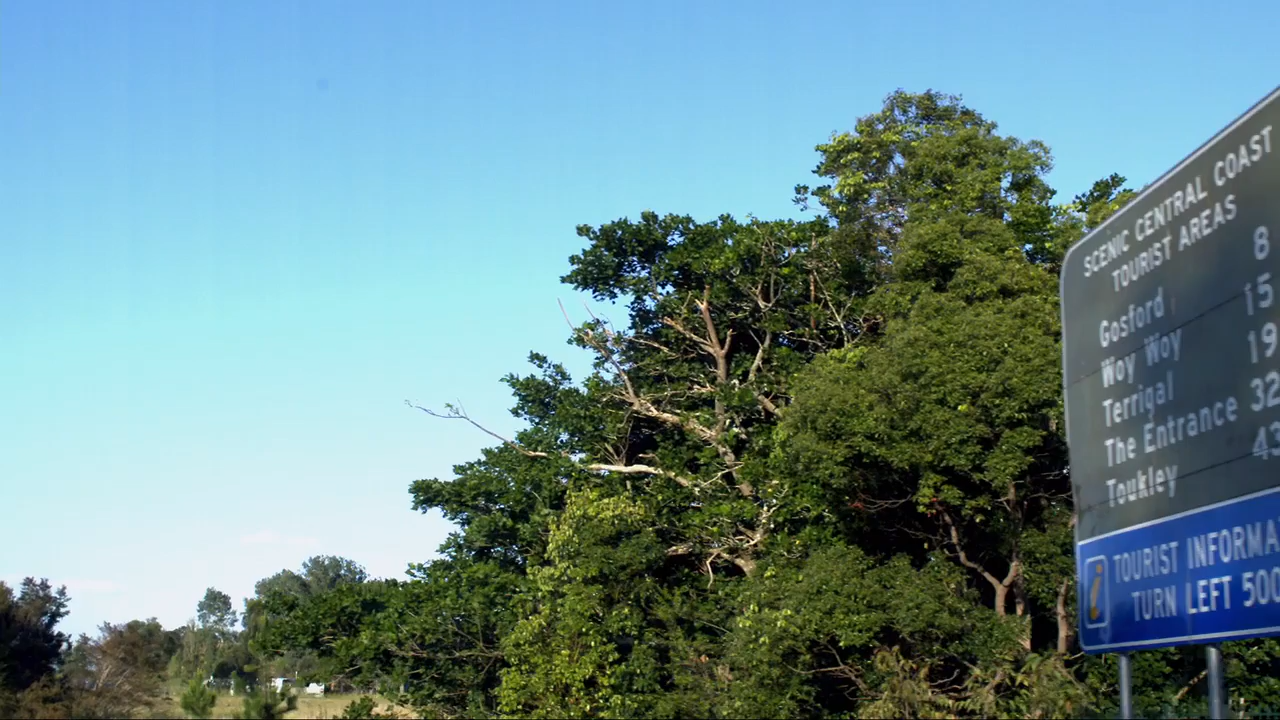 SCENIC CENTRAL COAST
TOURIST AREAS
Gosford 8
Woy Woy 15
Terrigal 19
The Entrance 32
Toukley 43
i TOURIST INFORMA
TURN LEFT 500